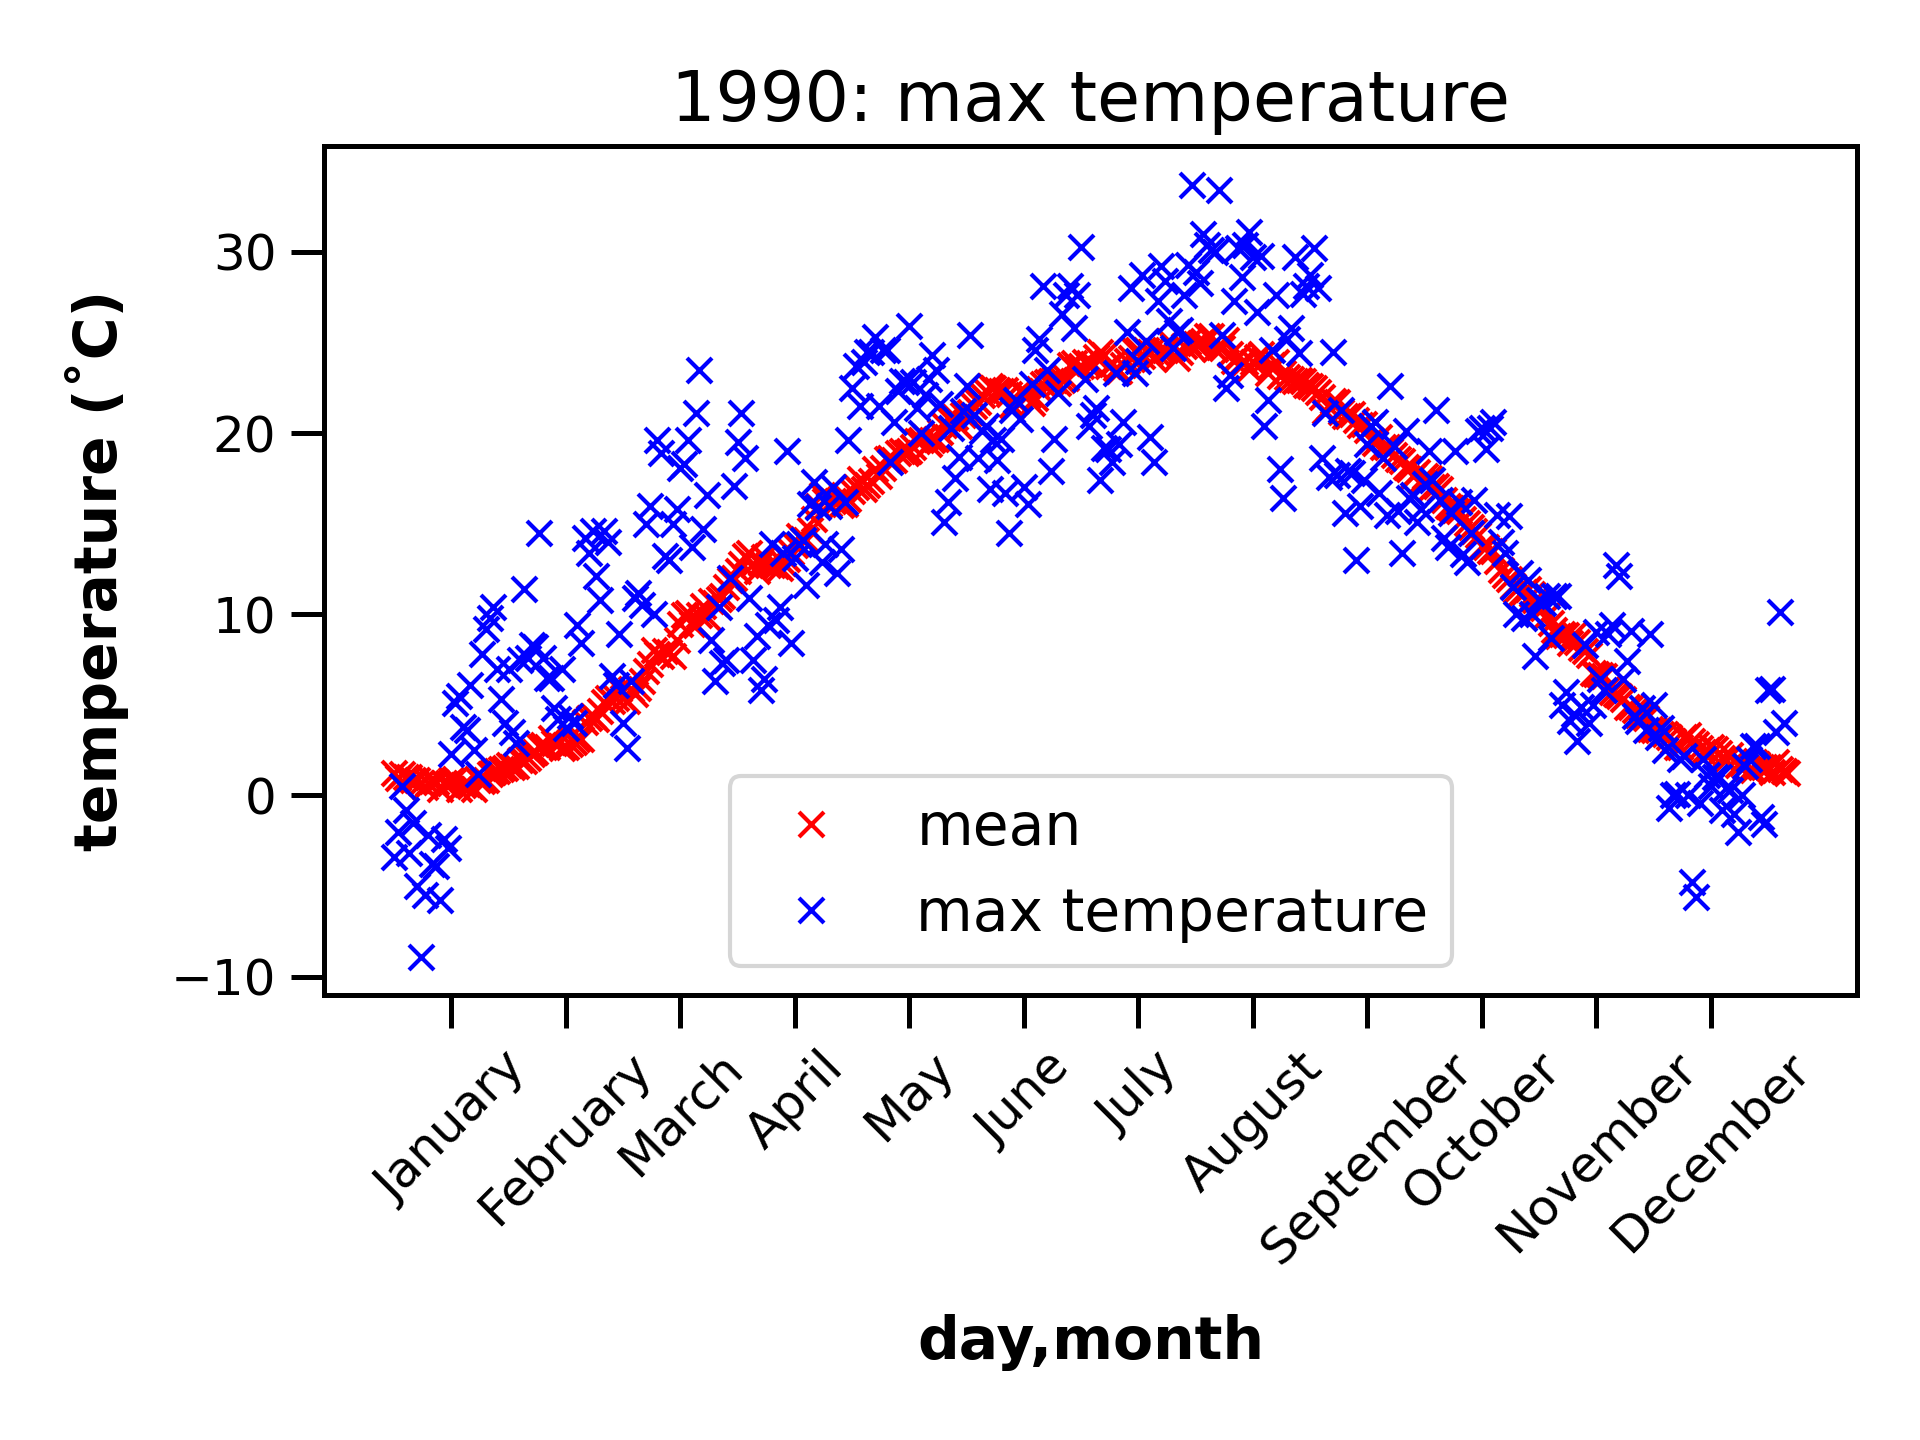 1990: max temperature
temperature (°C)
30
20
10
0
−10
mean
max temperature
January
February
March
April
May
June
July
August
September
October
November
December
day,month